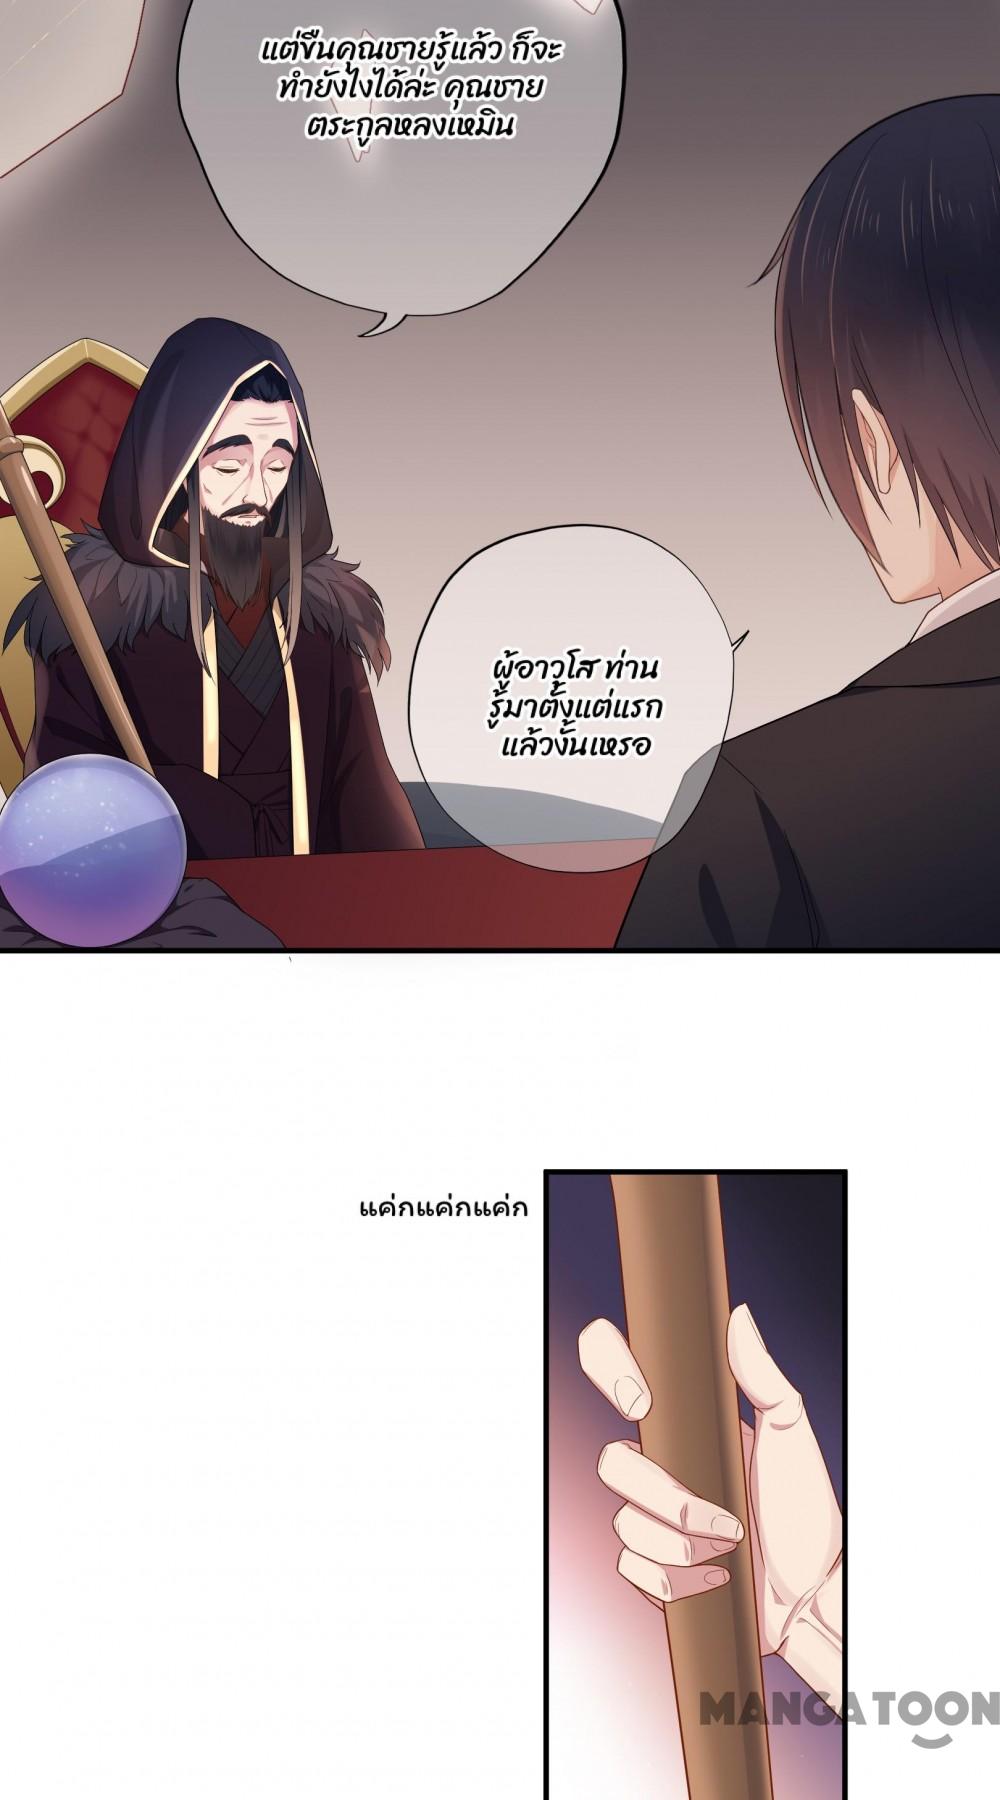 แต่ขืนคุณชายรู้แล้ว ก็จะ
ทำยังไงได้ล่ะ คุณชาย
ตระกูลหลงเหมิน
ผู้อาวุโส ท่าน
รู้มาตั้งแต่แรก
แล้วงั้นเหรอ
แค่กแค่กแค่ก
MANGATOON